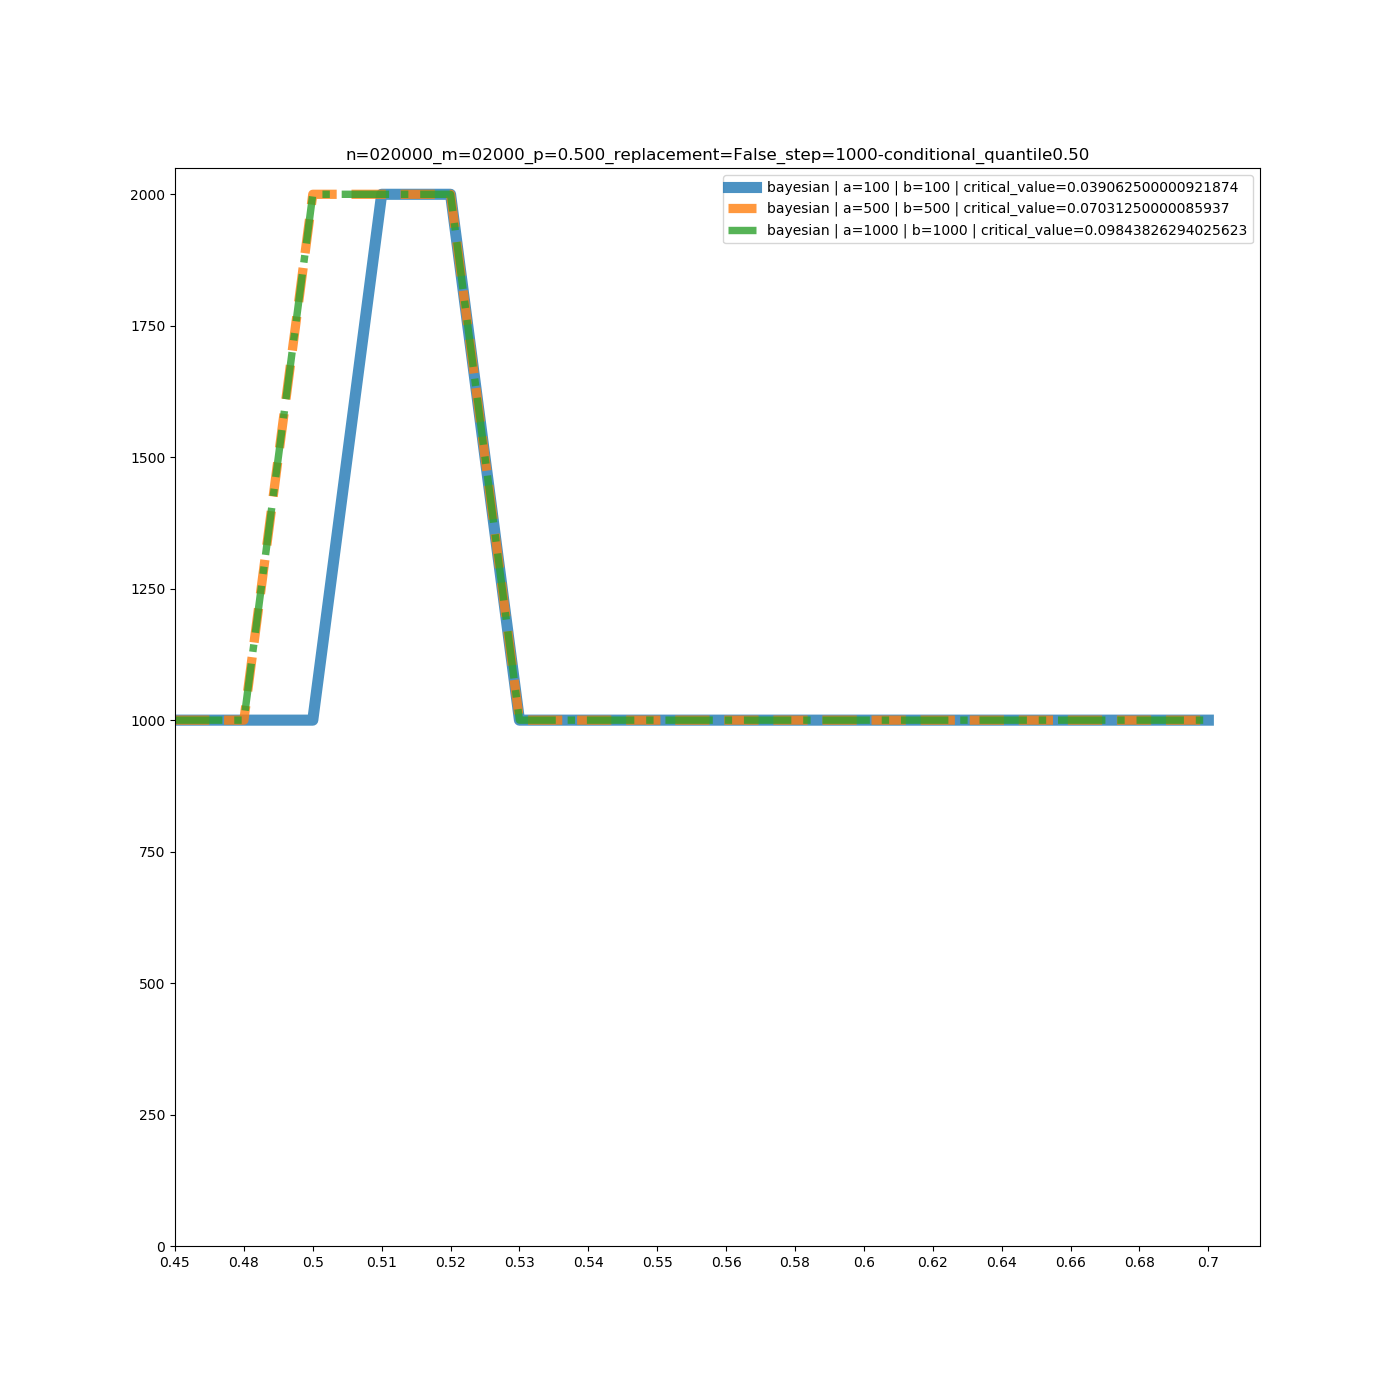 n=020000_m=02000_p=0.500_replacement=False_step=1000-conditional_quantile0.50
bayesian | a=100 | b=100 | critical_value=0.039062500000921874
bayesian | a=500 | b=500 | critical_value=0.07031250000085937
bayesian | a=1000 | b=1000 | critical_value=0.09843826294025623
2000
1750
1500
1250
1000
750
500
250
0
0.45 0.48 0.5 0.51 0.52 0.53 0.54 0.55 0.56 0.58 0.6 0.62 0.64 0.66 0.68 0.7